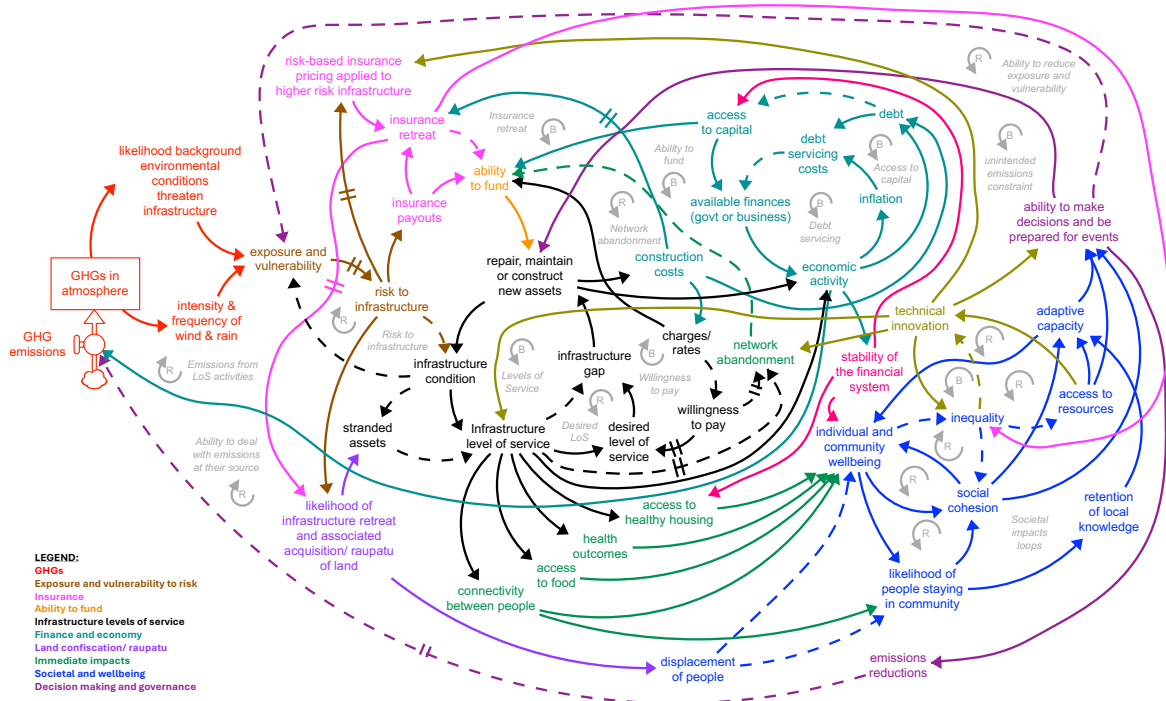 risk-based insurance
pricing applied to
higher risk infrastructure
insurance
retreat
Insurance
retreat
B
access
to capital
debt
R
Ability to reduce
exposure and
vulnerability
likelihood background
environmental
conditions
threaten
infrastructure
ability
to fund
insurance
payouts
Ability to
fund
B
debt
servicing
costs
B
Access to
capital
B
unintended
emissions
constraint
inflation
available finances
(govt or business)
B
Debt
servicing
R
Network
abandonment
ability to make
decisions and be
prepared for events
exposure and
vulnerability
GHGs in
atmosphere
repair, maintain
or construct
new assets
construction
costs
economic
activity
risk to
infrastructure
intensity &
frequency of
wind & rain
R
Risk to
infrastructure
GHG
emissions
R
Emissions from
LoS activities
technical
innovation
adaptive
capacity
charges/
rates
network
abandonment
infrastructure
condition
B
Levels of
Service
infrastructure
gap
B
Willingness
to pay
stability of
the financial
system
R
B
R
access to
resources
stranded
assets
R
Desired
LoS
willingness
to pay
Infrastructure
level of service
desired
level of
service
individual and
community
wellbeing
inequality
R
Ability to deal
with emissions
at their source
R
R
social
cohesion
retention
of local
knowledge
likelihood of
infrastructure retreat
and associated
acquisition/ raupatu
of land
access to
healthy housing
health
outcomes
access
to food
connectivity
between people
R
Societal
impacts
loops
likelihood of
people staying
in community
displacement
of people
emissions
reductions
LEGEND:
GHGs
Exposure and vulnerability to risk
Insurance
Ability to fund
Infrastructure levels of service
Finance and economy
Land confiscation/ raupatu
Immediate impacts
Societal and wellbeing
Decision making and governance